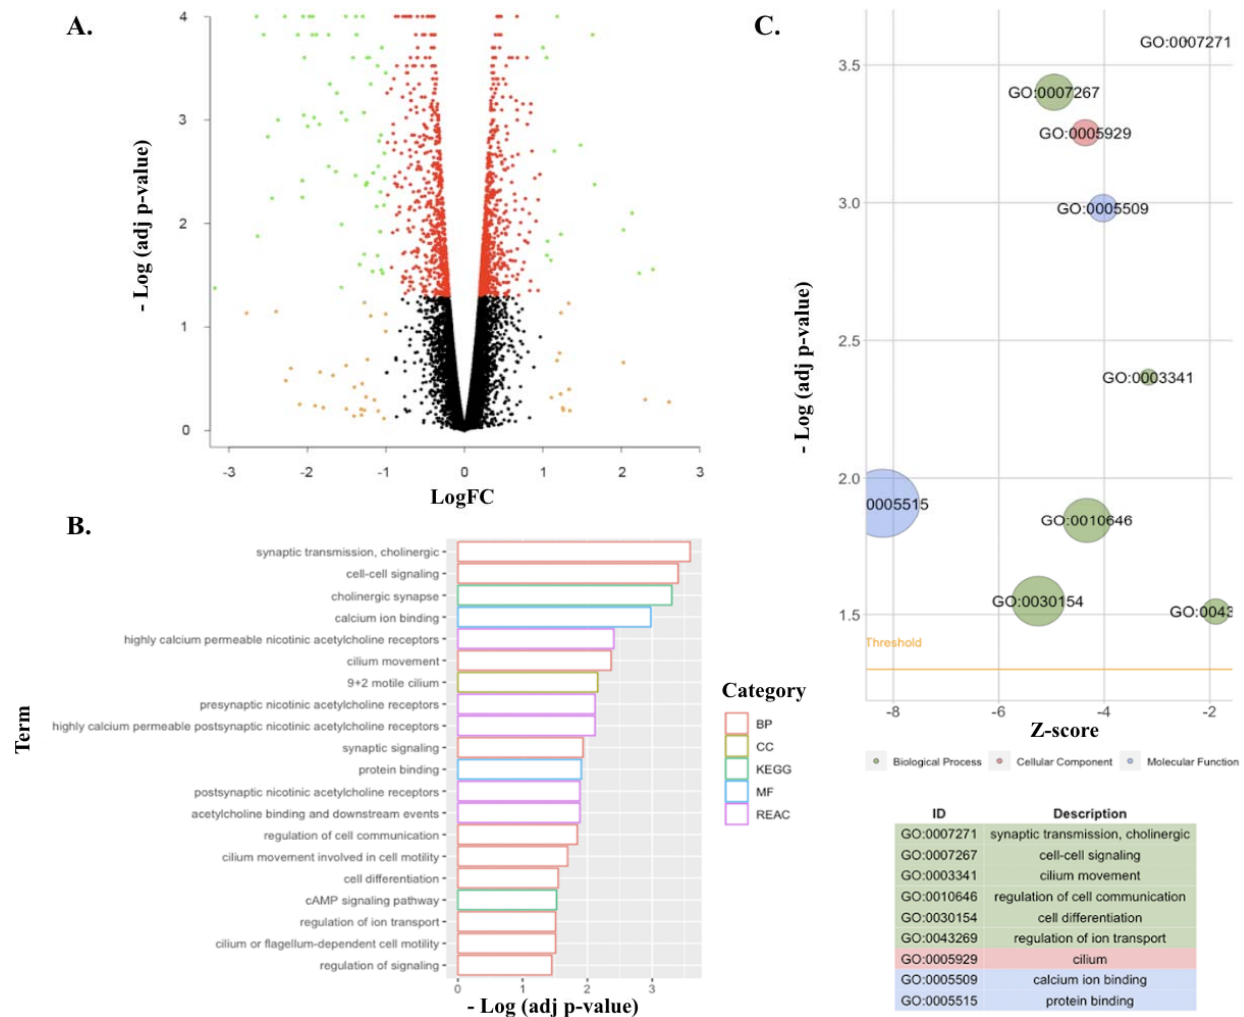 A.
4
3
2
1
0
- Log (adj p-value)
-3 -2 -1 0 1 2 3
LogFC
B.
synaptic transmission, cholinergic
cell-cell signaling
cholinergic synapse
calcium ion binding
highly calcium permeable nicotinic acetylcholine receptors
cilium movement
9+2 motile cilium
presynaptic nicotinic acetylcholine receptors
highly calcium permeable postsynaptic nicotinic acetylcholine receptors
synaptic signaling
protein binding
postsynaptic nicotinic acetylcholine receptors
acetylcholine binding and downstream events
regulation of cell communication
cilium movement involved in cell motility
cell differentiation
cAMP signaling pathway
regulation of ion transport
cilium or flagellum-dependent cell motility
regulation of signaling
Term
0 1 2 3
- Log (adj p-value)
Category
BP
CC
KEGG
MF
REAC
C.
3.5
3.0
2.5
2.0
1.5
- Log (adj p-value)
GO:0007271
GO:0007267
GO:0005929
GO:0005509
GO:0003341
0005515
GO:0010646
GO:0030154
GO:0043
Threshold
-8 -6 -4 -2
Z-score
Biological Process Cellular Component Molecular Function
ID Description
GO:0007271 synaptic transmission, cholinergic
GO:0007267 cell-cell signaling
GO:0003341 cilium movement
GO:0010646 regulation of cell communication
GO:0030154 cell differentiation
GO:0043269 regulation of ion transport
GO:0005929 cilium
GO:0005509 calcium ion binding
GO:0005515 protein binding